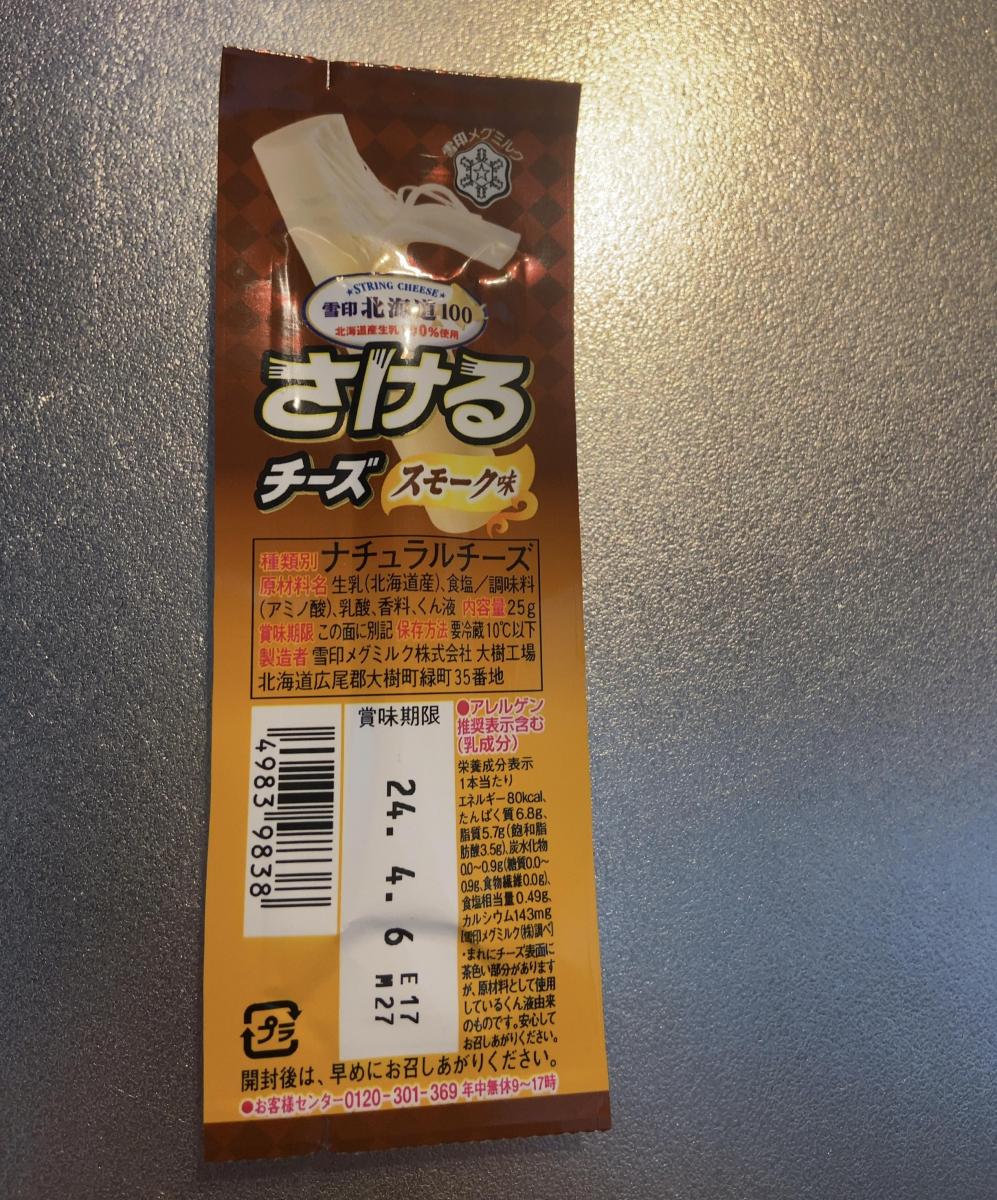 雪印メグミルク
★STRING CHEESE★
雪印 北海道100
北海道産生乳100%使用
さける
チーズ スモーク味
種類別 ナチュラルチーズ
原材料名 生乳(北海道産)、食塩/調味料
(アミノ酸)、乳酸、香料、くん液 内容量 25g
賞味期限 この面に別記 保存方法 要冷蔵10℃以下
製造者 雪印メグミルク株式会社 大樹工場
北海道広尾郡大樹町緑町35番地
4983 9838
賞味期限
24. 4. 6
E17
M27
●アレルゲン
推奨表示含む
(乳成分)
栄養成分表示
1本当たり
エネルギー80kcal、
たんぱく質6.8g、
脂質5.7g(飽和脂
肪酸3.5g)、炭水化物
0.0~0.9g(糖質0.0~
0.9g、食物繊維0.0g)、
食塩相当量0.49g、
カルシウム143mg
[雪印メグミルク(株)調べ]
・まれにチーズ表面に
茶色い部分があります
が、原材料として使用
しているくん液由来
のものです。安心して
お召しあがりください。
プラ
開封後は、早めにお召しあがりください。
●お客様センター0120-301-369 年中無休9~17時